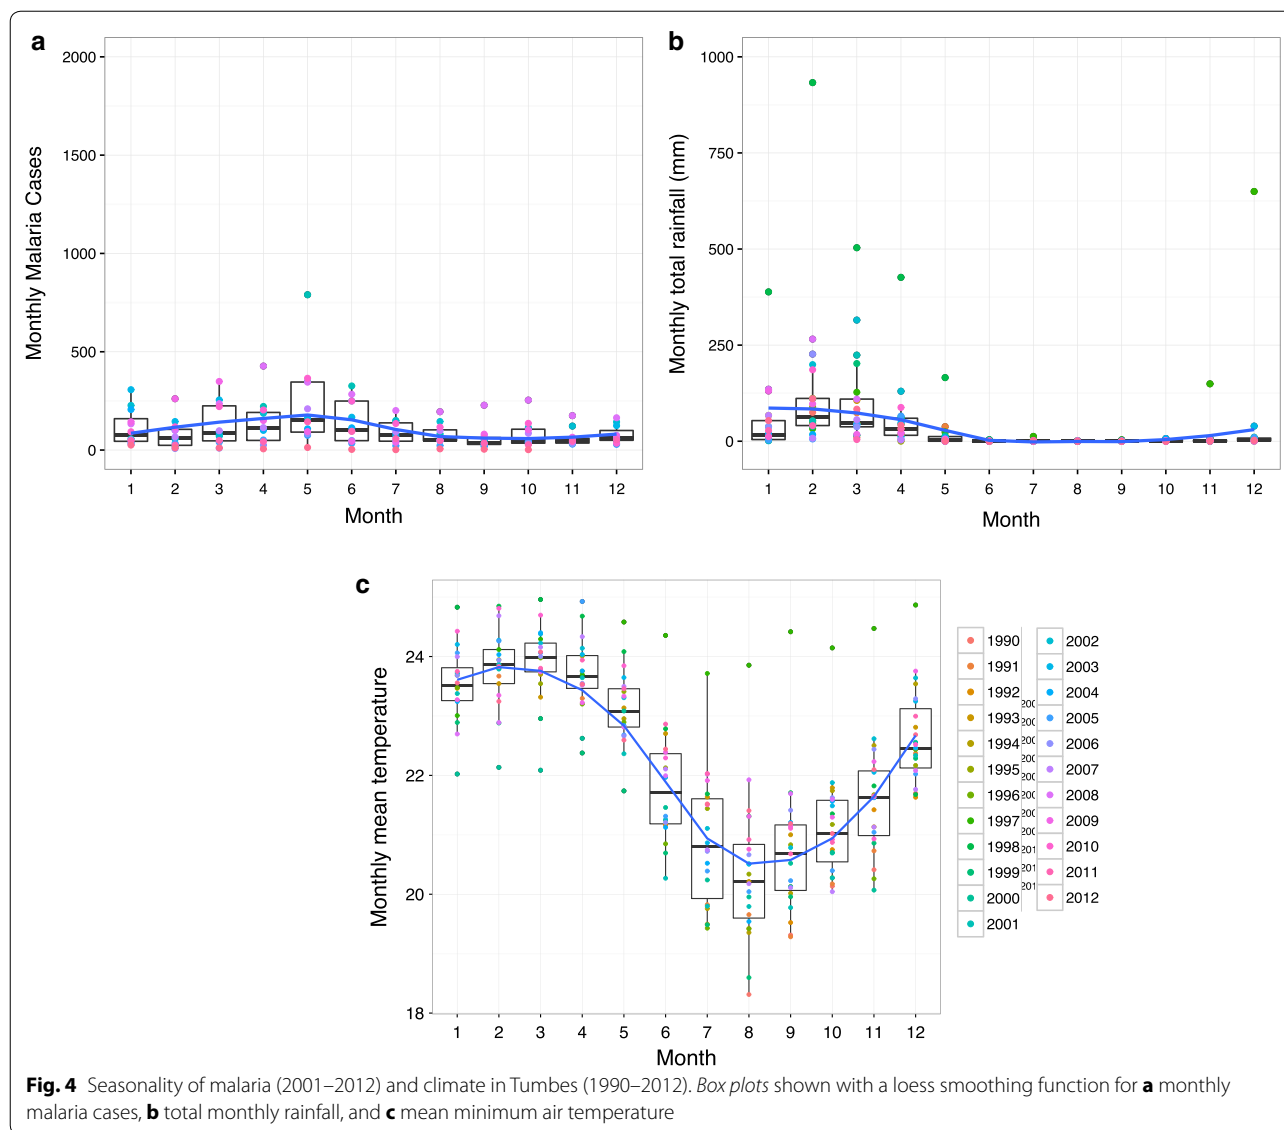 a
2000
1500
1000
500
0
Monthly Malaria Cases
1 2 3 4 5 6 7 8 9 10 11 12
Month
b
1000
750
500
250
0
Monthly total rainfall (mm)
1 2 3 4 5 6 7 8 9 10 11 12
Month
c
24
22
20
18
Monthly mean temperature
1 2 3 4 5 6 7 8 9 10 11 12
Month
1990
1991
1992
1993
1994
1995
1996
1997
1998
1999
2000
2001
2002
2003
2004
2005
2006
2007
2008
2009
2010
2011
2012
Fig. 4 Seasonality of malaria (2001–2012) and climate in Tumbes (1990–2012). Box plots shown with a loess smoothing function for a monthly
malaria cases, b total monthly rainfall, and c mean minimum air temperature